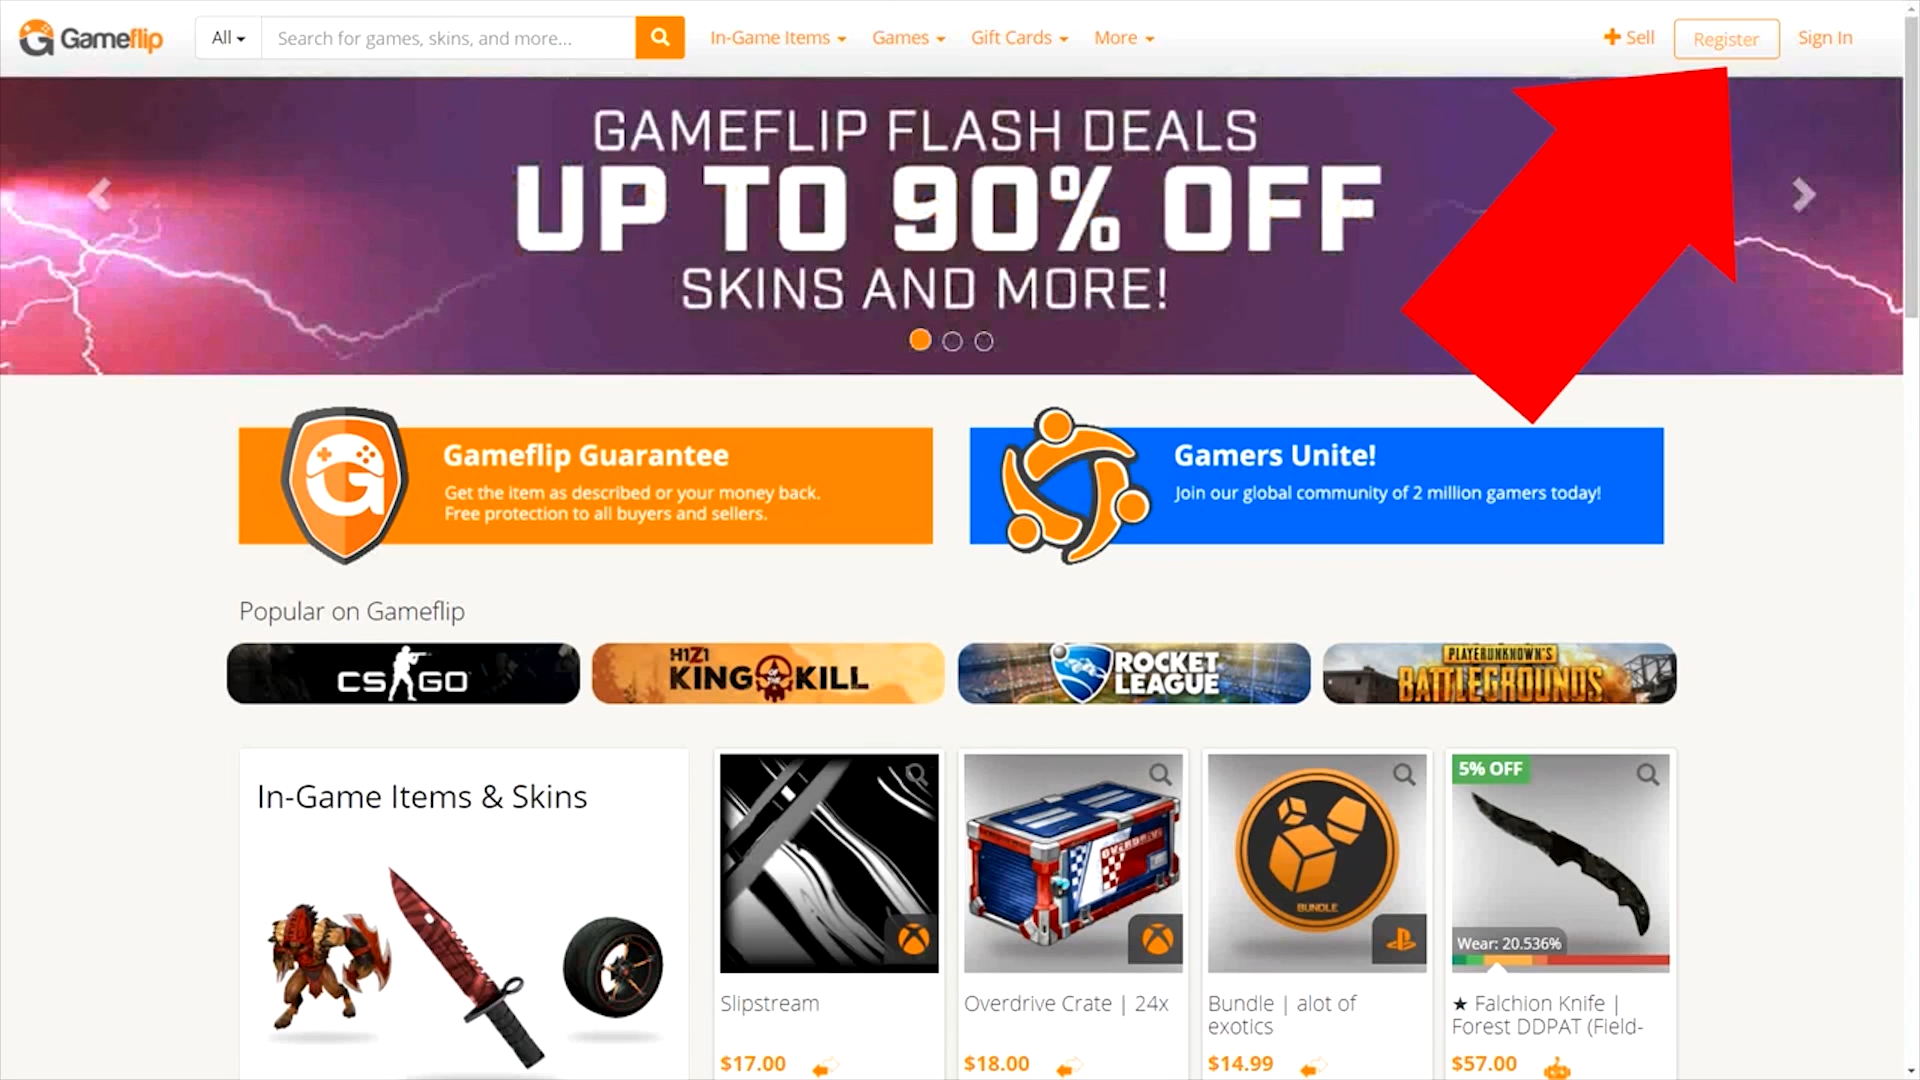 Gameflip
All
Search for games, skins, and more...
In-Game Items
Games
Gift Cards
More
Sell
Register
Sign In
GAMEFLIP FLASH DEALS
UP TO 90% OFF
SKINS AND MORE!
Gameflip Guarantee
Get the item as described or your money back.
Free protection to all buyers and sellers.
Gamers Unite!
Join our global community of 2 million gamers today!
Popular on Gameflip
CS GO
H1Z1
KING KILL
ROCKET
LEAGUE
PLAYERUNKNOWN'S
BATTLEGROUNDS
In-Game Items & Skins
OVERDRIVE
BUNDLE
5% OFF
Wear: 20.536%
Slipstream
$17.00
Overdrive Crate | 24x
$18.00
Bundle | alot of
exotics
$14.99
★ Falchion Knife |
Forest DDPAT (Field-
$57.00